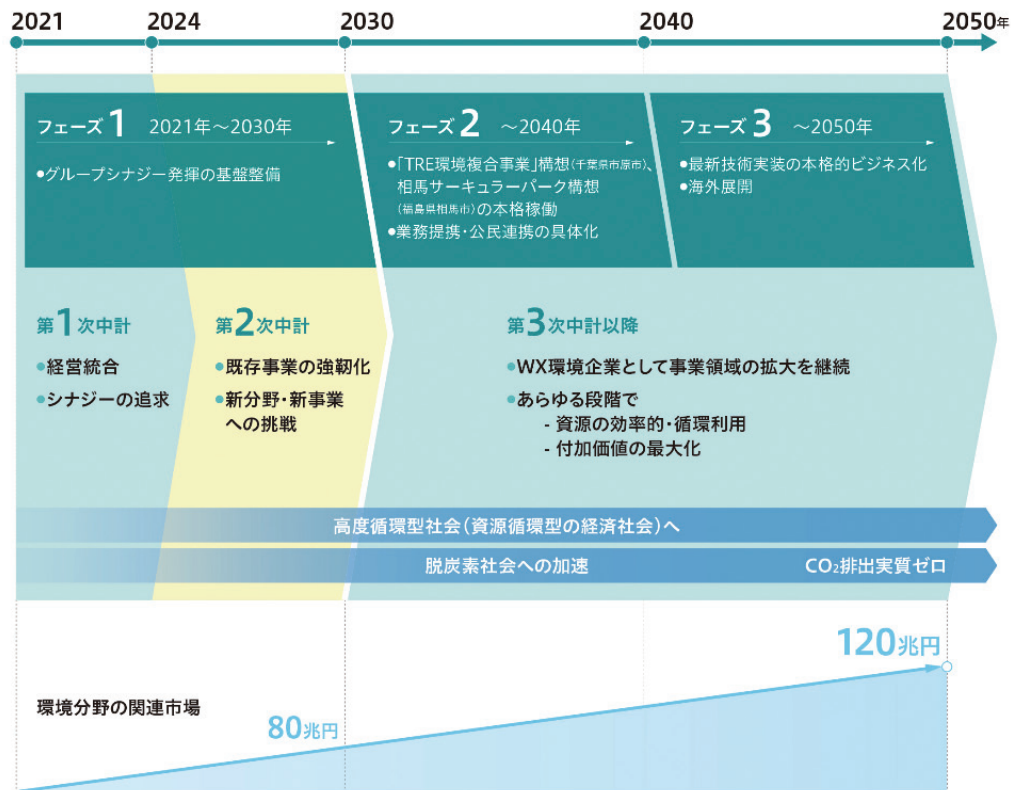 2021
2024
2030
2040
2050年
フェーズ1 2021年～2030年
●グループシナジー発揮の基盤整備
フェーズ2 ～2040年
●「TRE環境複合事業」構想(千葉県市原市)、
相馬サーキュラーパーク構想
(福島県相馬市)の本格稼働
●業務提携・公民連携の具体化
フェーズ3 ～2050年
●最新技術実装の本格的ビジネス化
●海外展開
第1次中計
●経営統合
●シナジーの追求
第2次中計
●既存事業の強靭化
●新分野・新事業
への挑戦
第3次中計以降
●WX環境企業として事業領域の拡大を継続
●あらゆる段階で
- 資源の効率的・循環利用
- 付加価値の最大化
高度循環型社会(資源循環型の経済社会)へ
脱炭素社会への加速
CO₂排出実質ゼロ
120兆円
環境分野の関連市場
80兆円